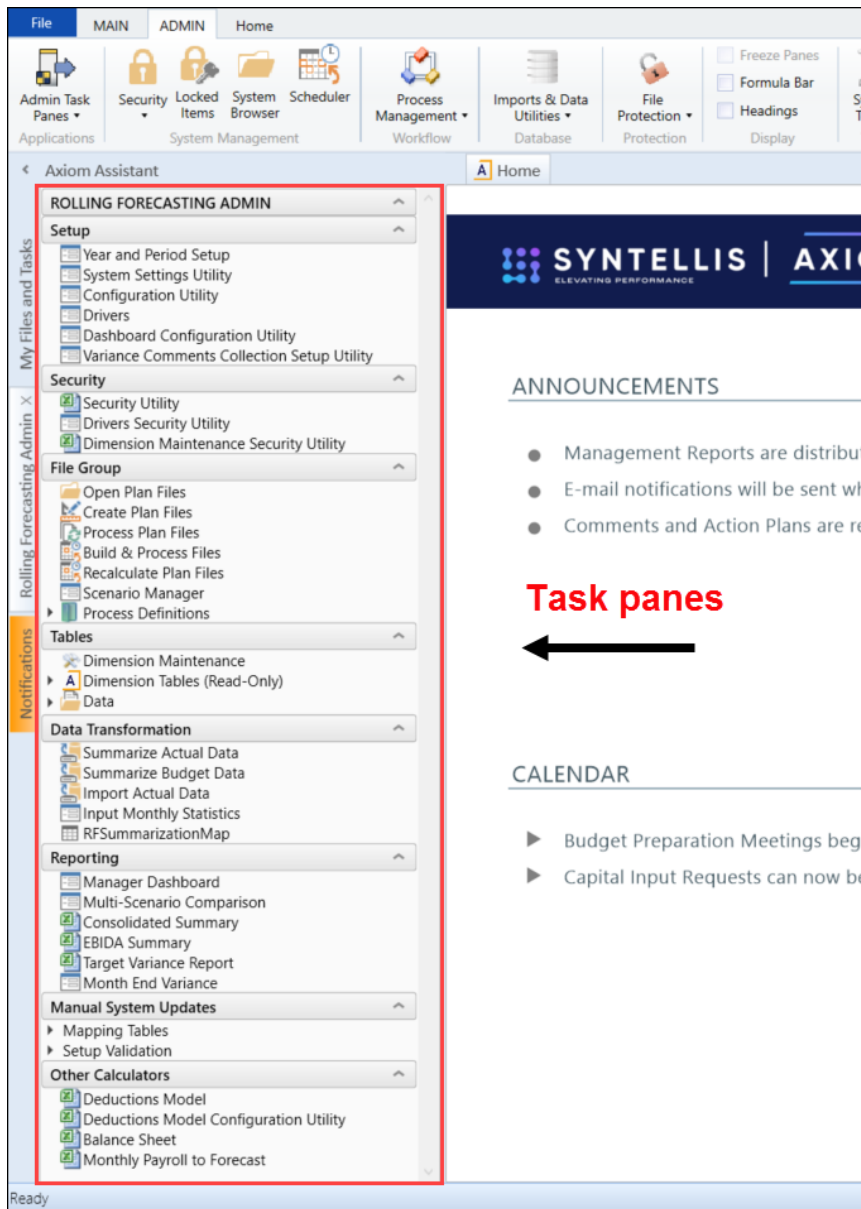 File MAIN ADMIN Home
Admin Task Panes
Security
Locked Items
System Browser
Scheduler
Process Management
Imports & Data Utilities
File Protection
Freeze Panes
Formula Bar
Headings
Applications System Management Workflow Database Protection Display
Axiom Assistant
Home
My Files and Tasks
Rolling Forecasting Admin
Notifications
ROLLING FORECASTING ADMIN
Setup
Year and Period Setup
System Settings Utility
Configuration Utility
Drivers
Dashboard Configuration Utility
Variance Comments Collection Setup Utility
Security
Security Utility
Drivers Security Utility
Dimension Maintenance Security Utility
File Group
Open Plan Files
Create Plan Files
Process Plan Files
Build & Process Files
Recalculate Plan Files
Scenario Manager
Process Definitions
Tables
Dimension Maintenance
Dimension Tables (Read-Only)
Data
Data Transformation
Summarize Actual Data
Summarize Budget Data
Import Actual Data
Input Monthly Statistics
RFSummarizationMap
Reporting
Manager Dashboard
Multi-Scenario Comparison
Consolidated Summary
EBIDA Summary
Target Variance Report
Month End Variance
Manual System Updates
Mapping Tables
Setup Validation
Other Calculators
Deductions Model
Deductions Model Configuration Utility
Balance Sheet
Monthly Payroll to Forecast
SYNTELLIS | AXIO
ELEVATING PERFORMANCE
ANNOUNCEMENTS
Management Reports are distribu
E-mail notifications will be sent wh
Comments and Action Plans are re
Task panes
CALENDAR
Budget Preparation Meetings beg
Capital Input Requests can now be
Ready